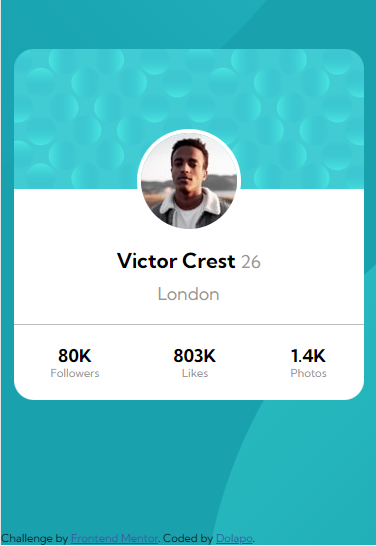 Victor Crest 26
London
80K 803K 1.4K
Followers Likes Photos
Challenge by Frontend Mentor. Coded by Dolapo.